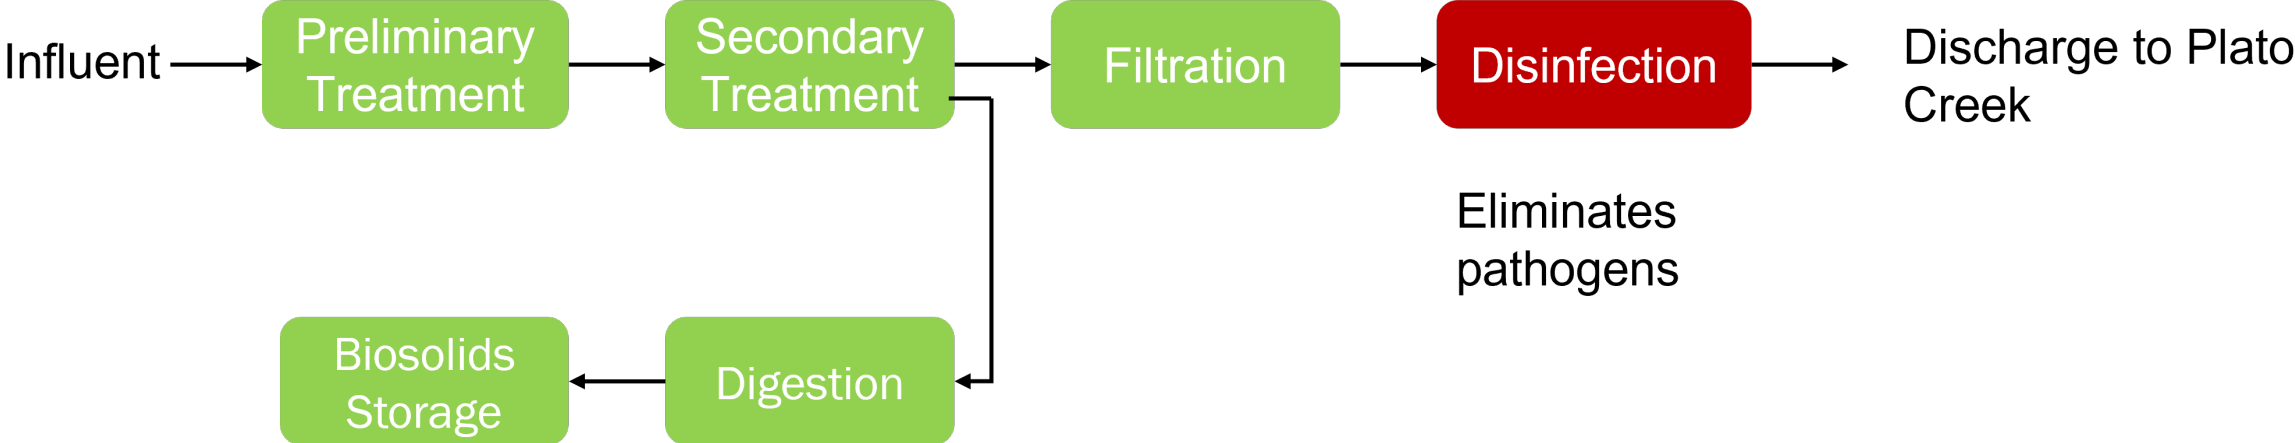 Influent
Preliminary
Treatment
Secondary
Treatment
Filtration
Disinfection
Discharge to Plato
Creek
Eliminates
pathogens
Biosolids
Storage
Digestion